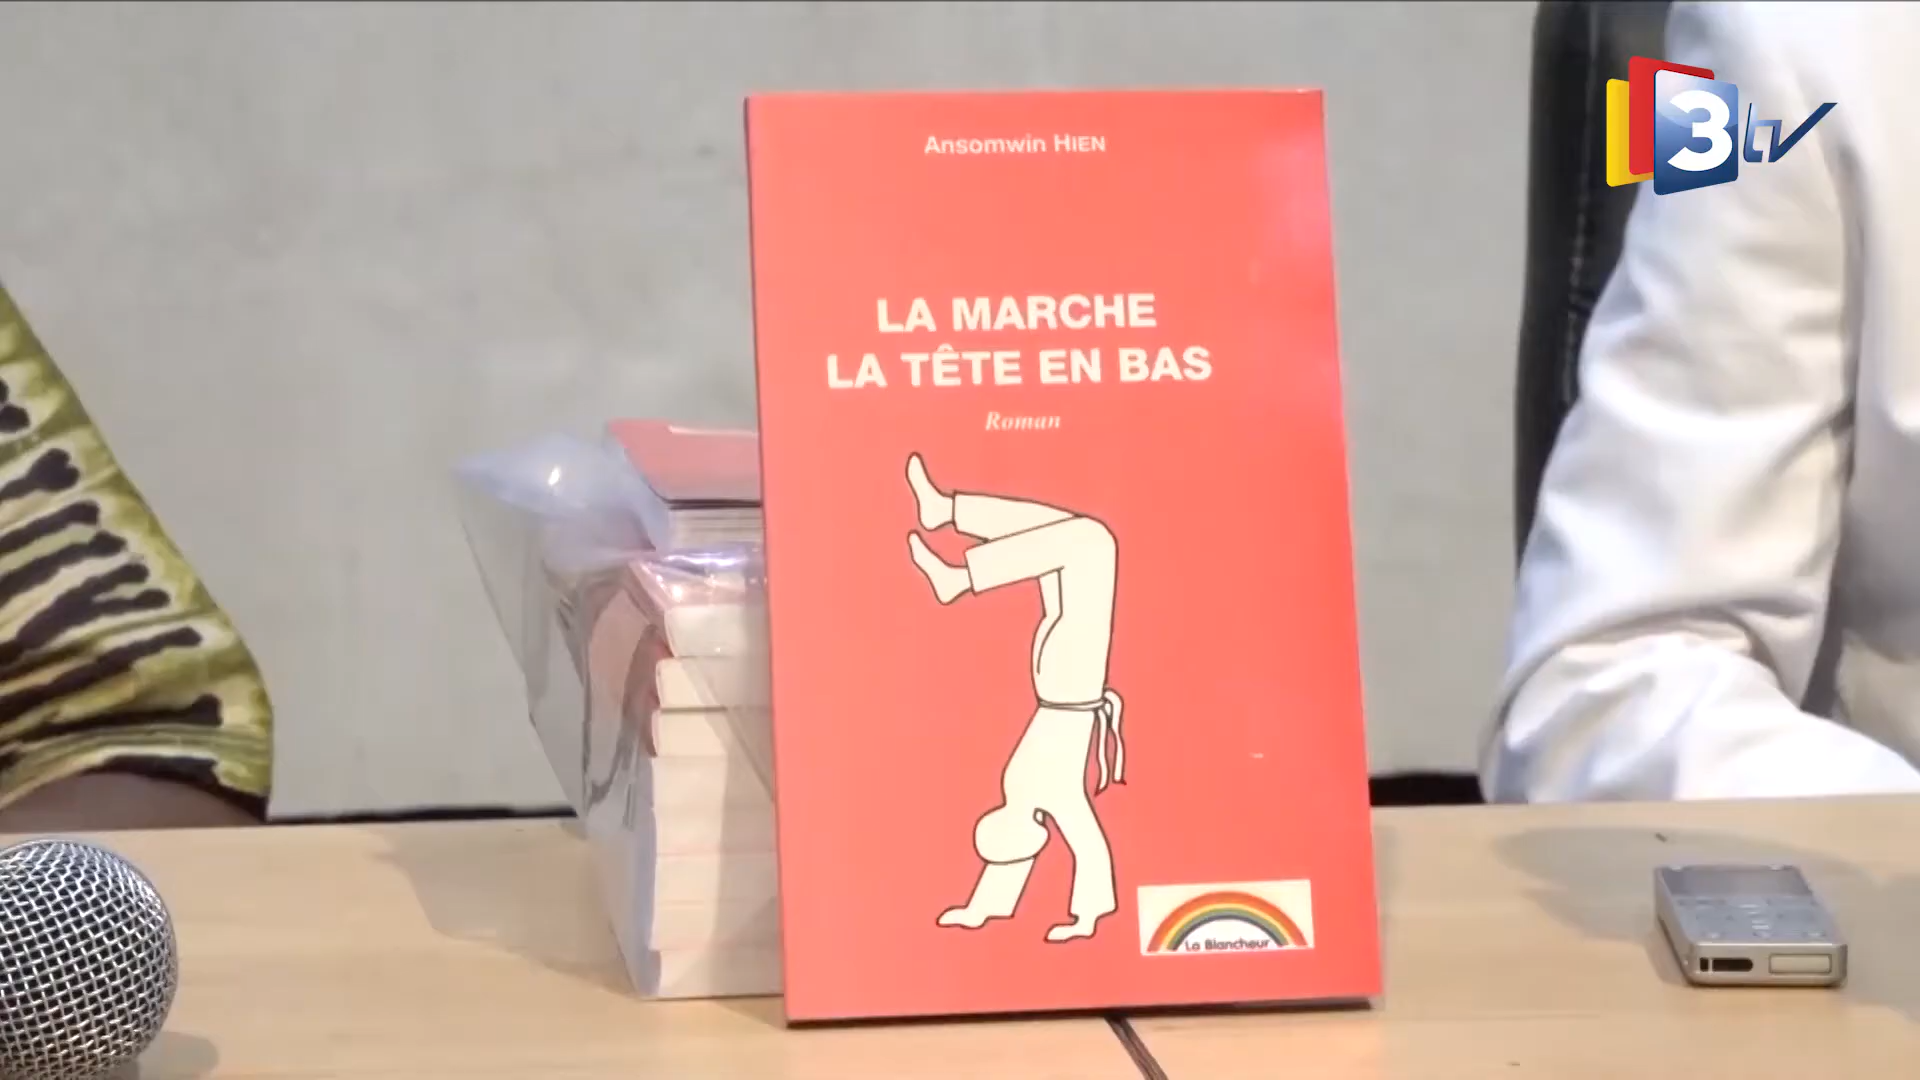 Ansomwin HIEN
LA MARCHE
LA TÊTE EN BAS
Roman
La Blancheur
3tv